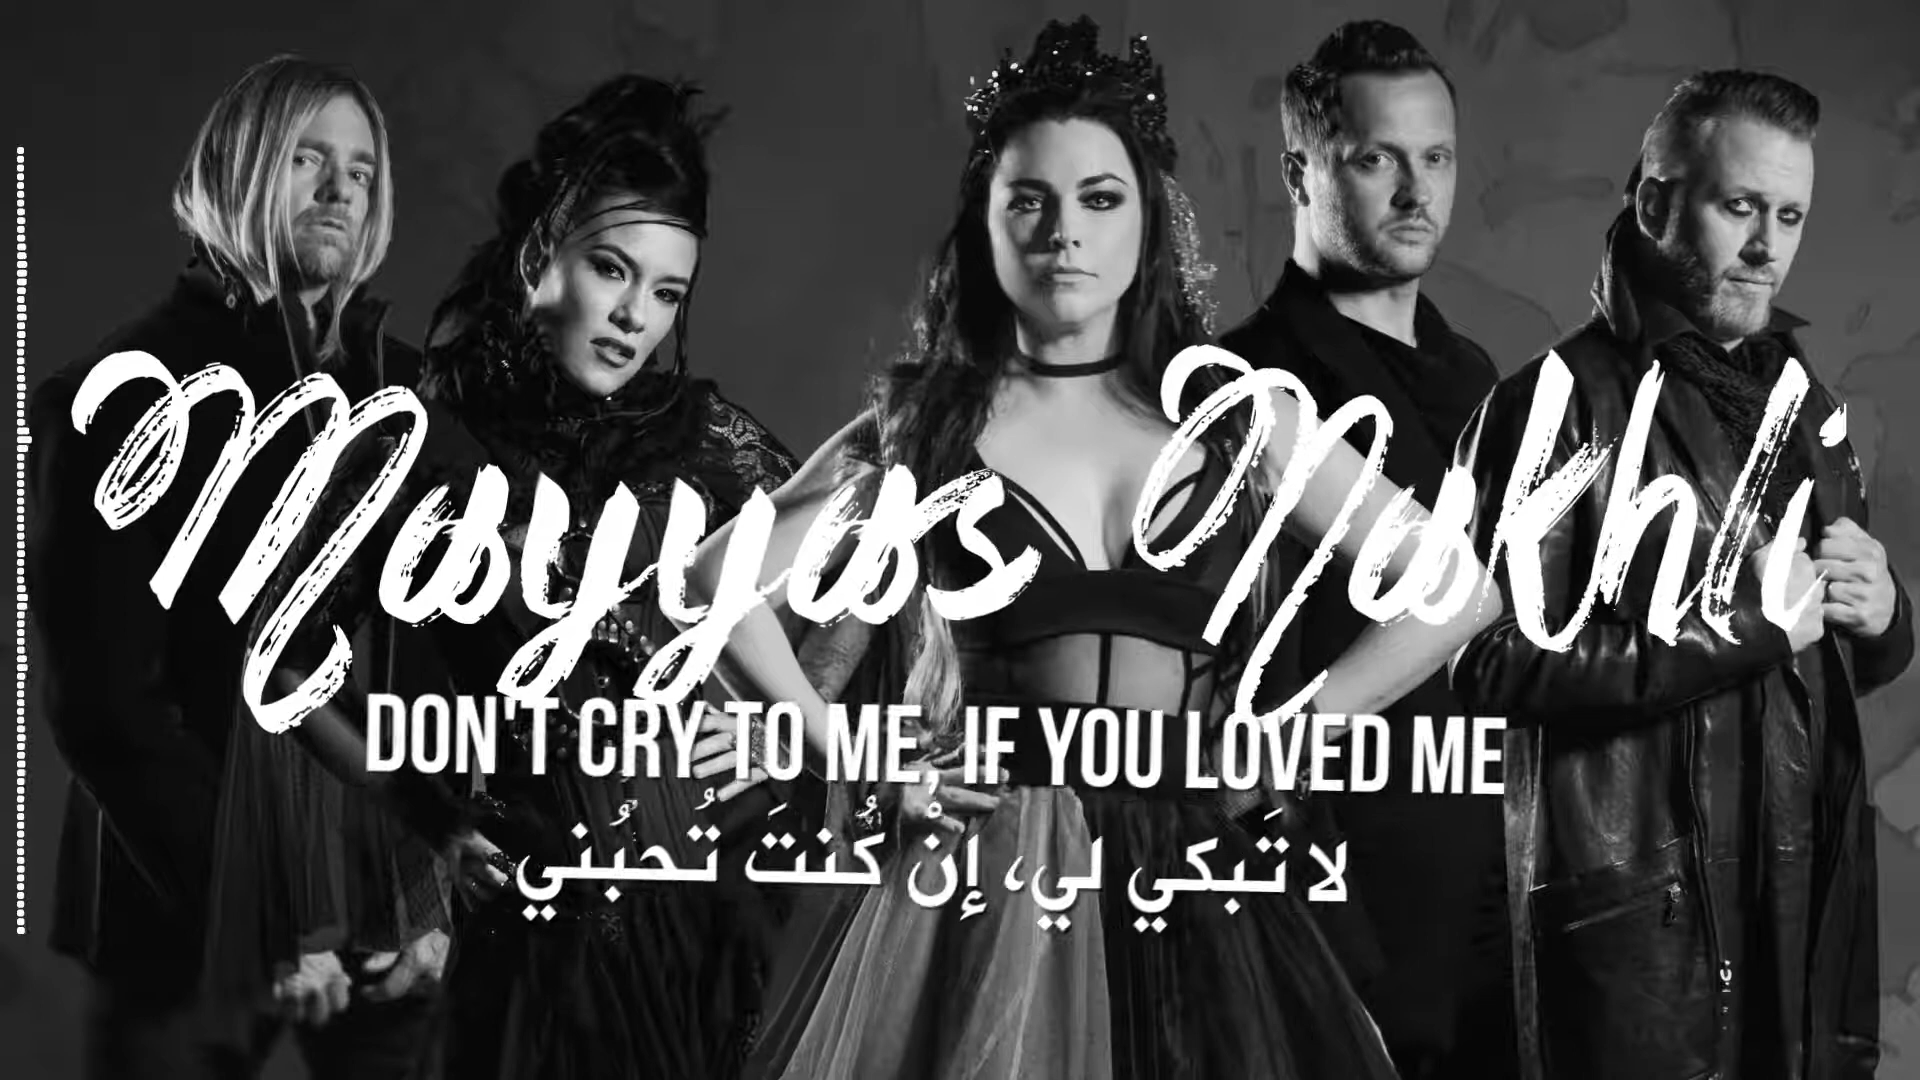 Mayyas Nakhli
DON'T CRY TO ME, IF YOU LOVED ME
لا تَبكي لي، إنْ كُنتَ تُحبُني